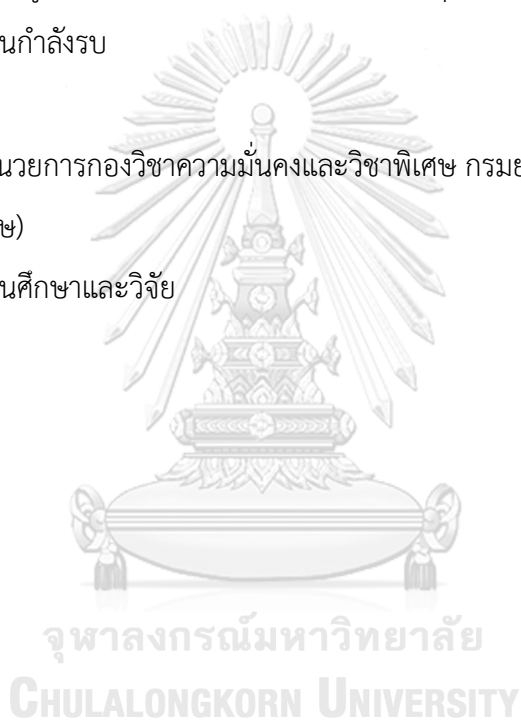 นกำลังรบ
นวยการกองวิชาความมั่นคงและวิชาพิเศษ กรมย
ษ)
นศึกษาและวิจัย
จุฬาลงกรณ์มหาวิทยาลัย
CHULALONGKORN UNIVERSITY